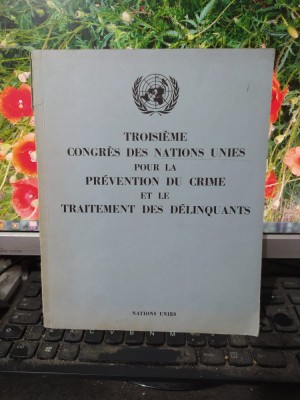 TROISIÈME
CONGRÈS DES NATIONS UNIES
POUR LA
PRÉVENTION DU CRIME
ET LE
TRAITEMENT DES DÉLINQUANTS
NATIONS UNIES